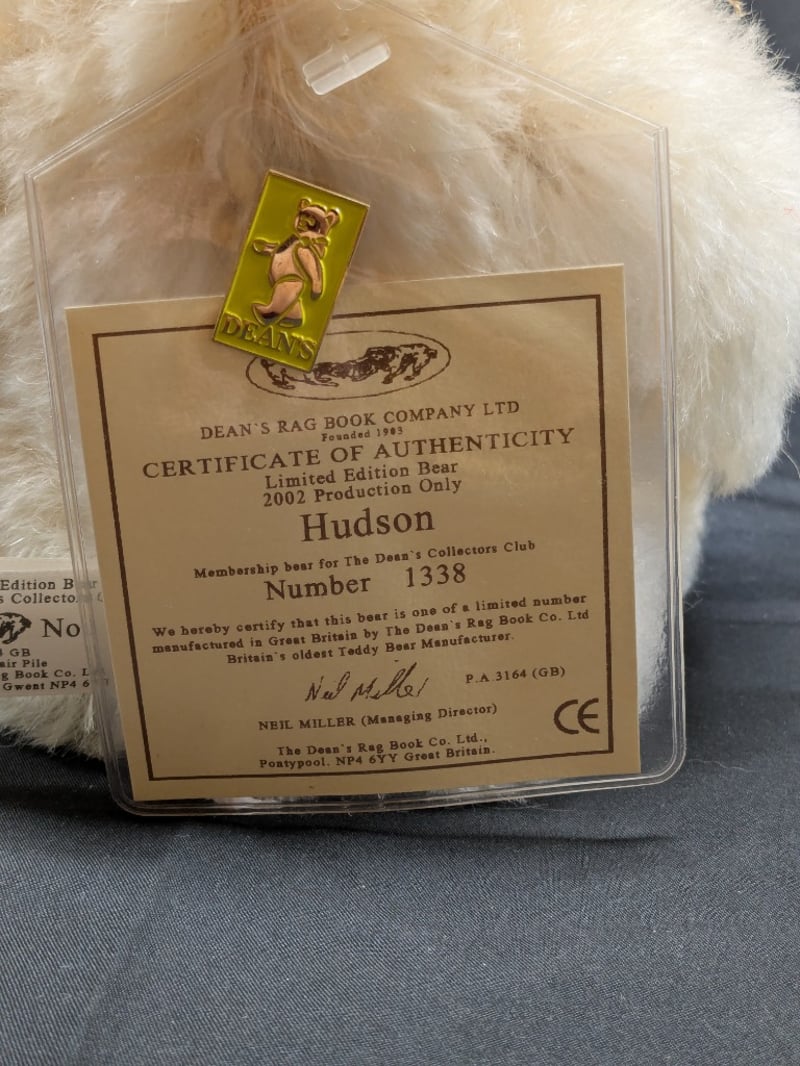 DEAN'S
DEAN`S RAG BOOK COMPANY LTD
Founded 1903
CERTIFICATE OF AUTHENTICITY
Limited Edition Bear
2002 Production Only
Hudson
Membership bear for The Dean`s Collectors Club
Number 1338
We hereby certify that this bear is one of a limited number
manufactured in Great Britain by The Dean`s Rag Book Co. Ltd
Britain`s oldest Teddy Bear Manufacturer.
Neil Miller
P.A.3164 (GB)
NEIL MILLER (Managing Director)
CE
The Dean`s Rag Book Co. Ltd.,
Pontypool. NP4 6YY Great Britain.
Edition
No
GB
Pile
Book Co.
Gwent NP4